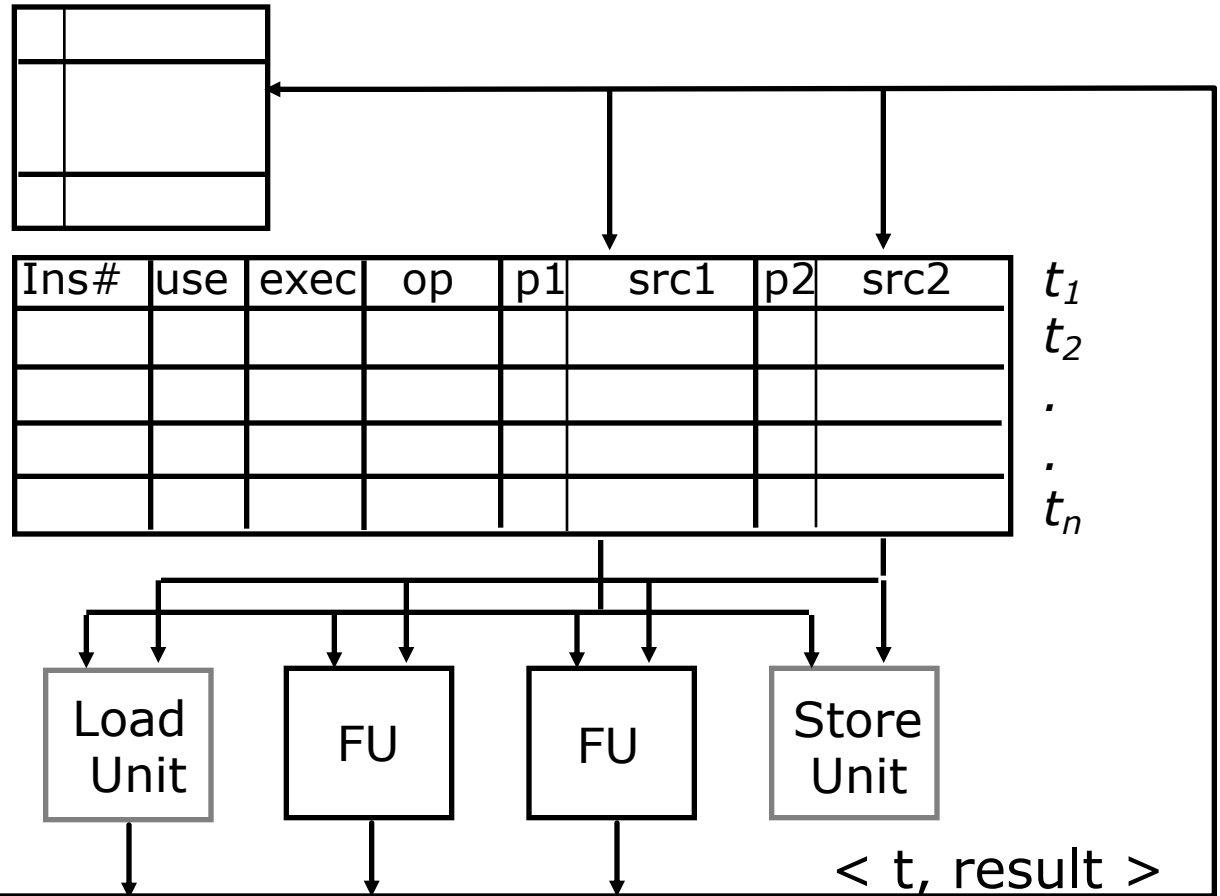 Ins# use exec op p1 src1 p2 src2 t₁
t₂
.
.
tₙ
Load Unit
FU
FU
Store Unit
< t, result >